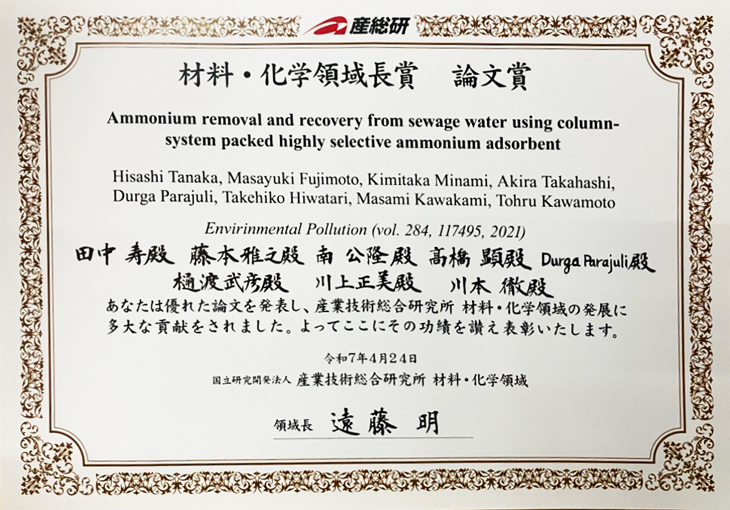 産総研
材料・化学領域長賞 論文賞
Ammonium removal and recovery from sewage water using column-
system packed highly selective ammonium adsorbent
Hisashi Tanaka, Masayuki Fujimoto, Kimitaka Minami, Akira Takahashi,
Durga Parajuli, Takehiko Hiwatari, Masami Kawakami, Tohru Kawamoto
Envirinmental Pollution (vol. 284, 117495, 2021)
田中 寿殿 藤本雅之殿 南 公隆殿 高橋 顕殿 Durga Parajuli殿
樋渡武彦殿 川上正美殿 川本 徹殿
あなたは優れた論文を発表し、産業技術総合研究所 材料・化学領域の発展に
多大な貢献をされました。よってここにその功績を讃え表彰いたします。
令和7年4月24日
国立研究開発法人 産業技術総合研究所 材料・化学領域
領域長 遠藤 明